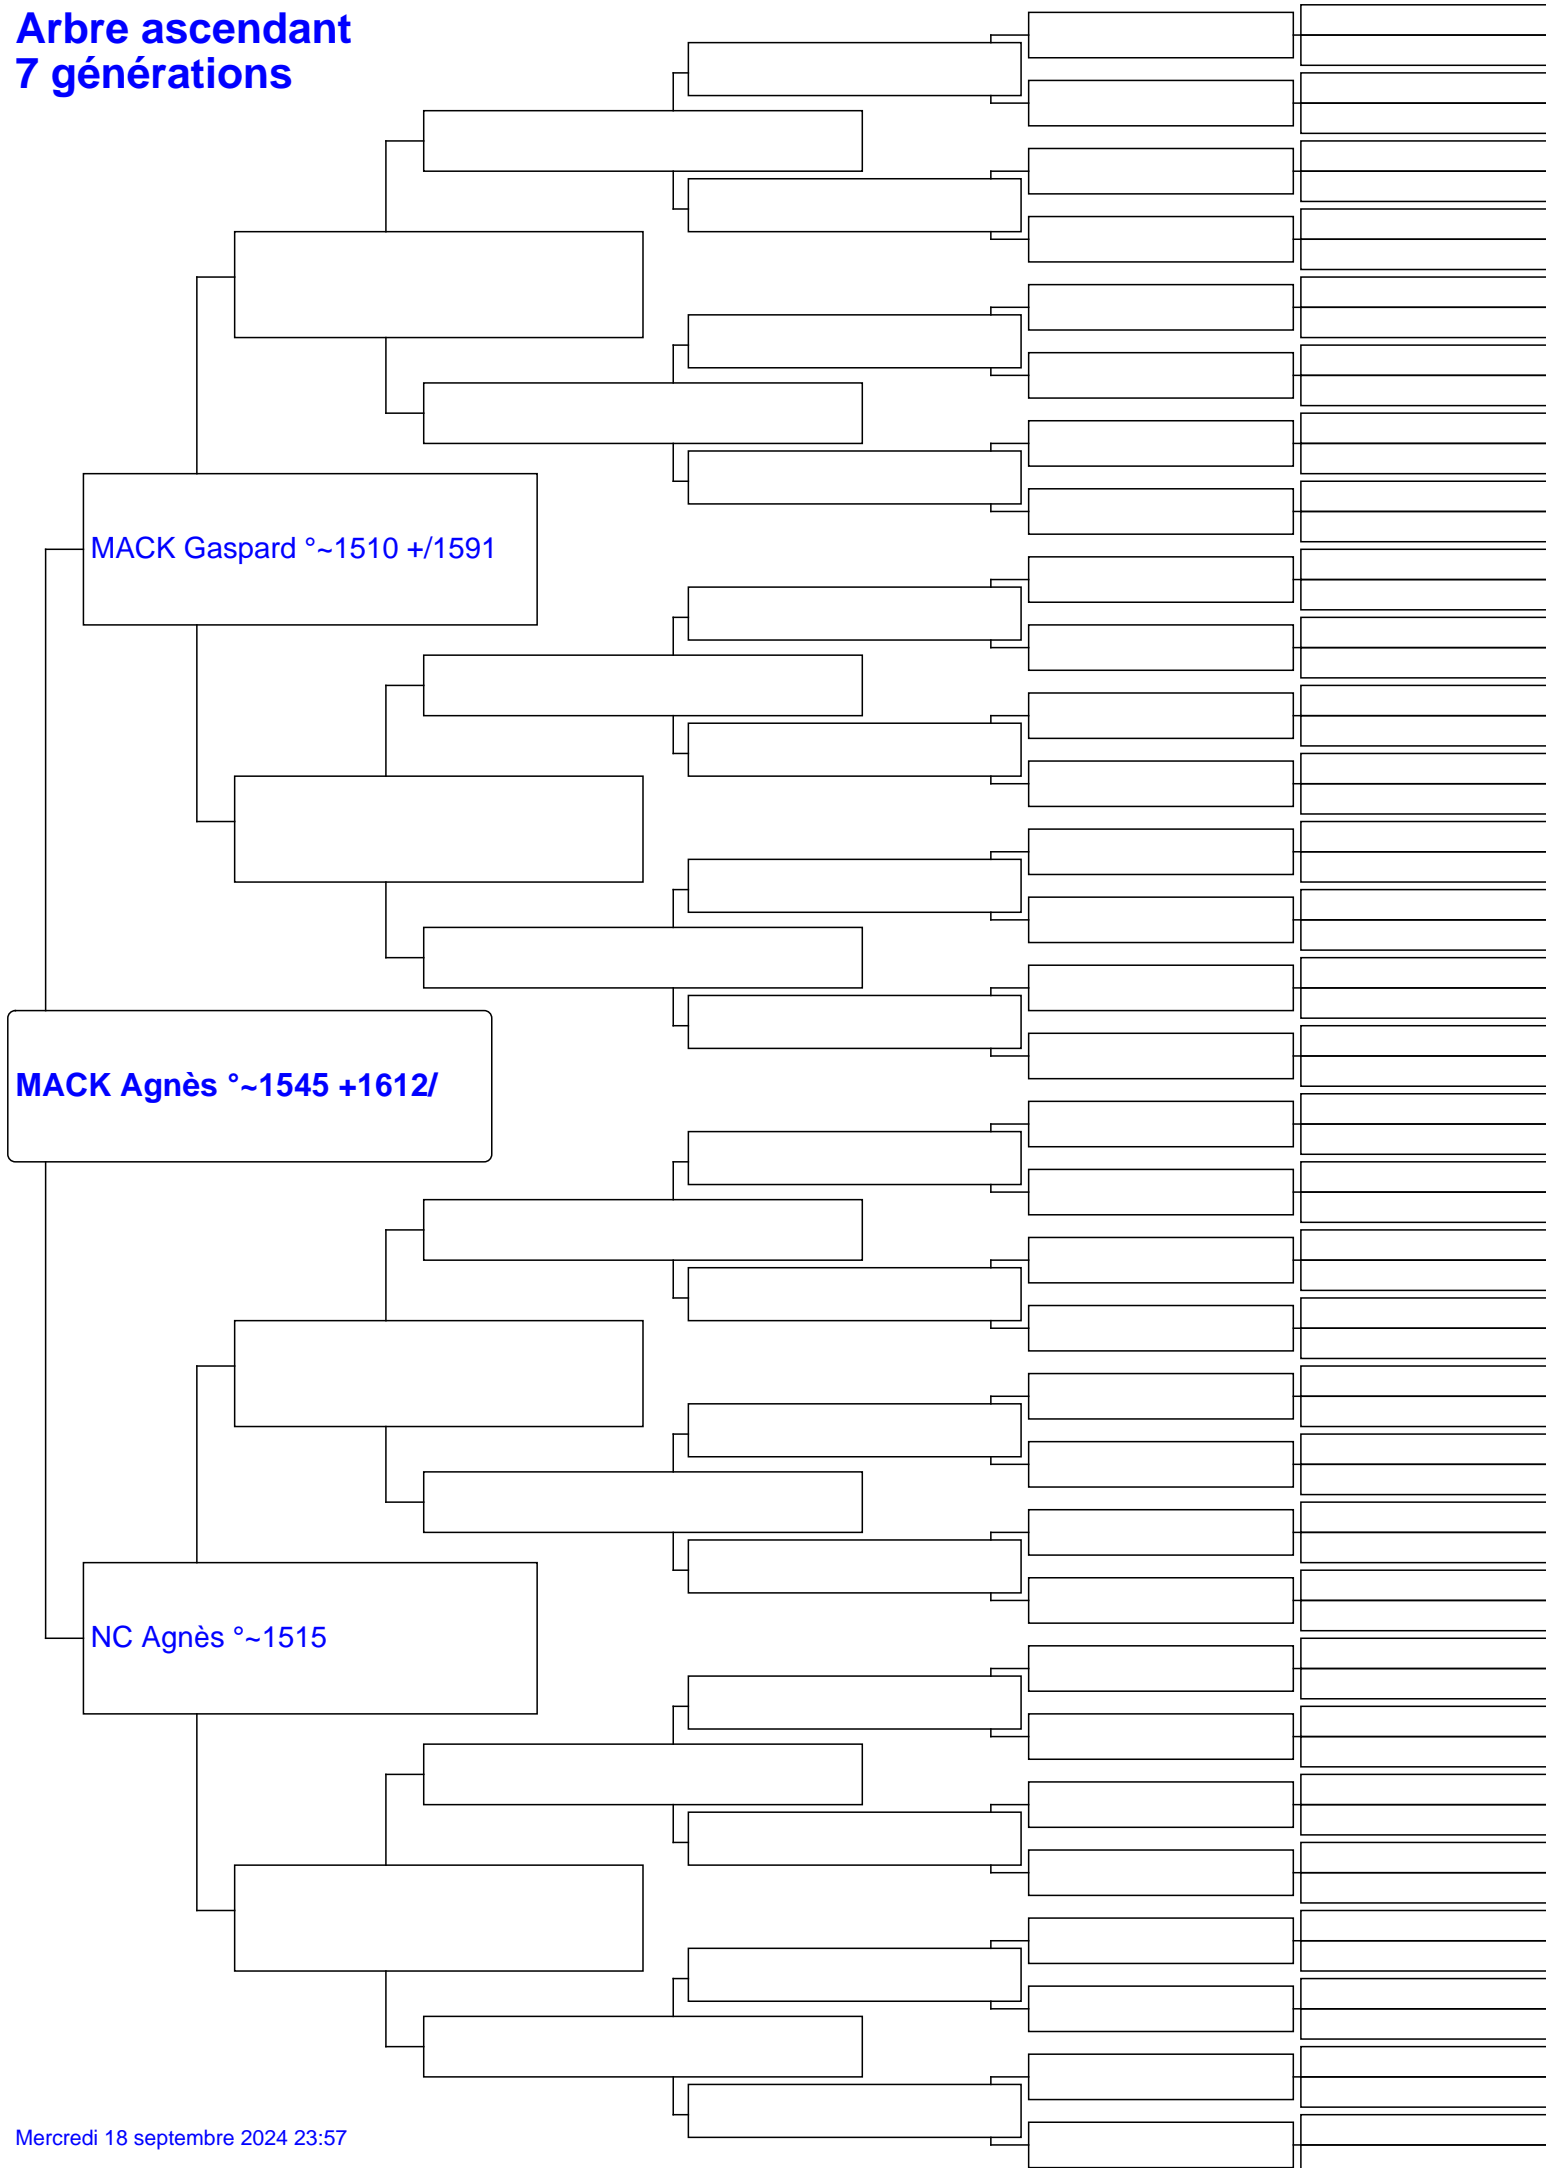 Arbre ascendant
7 générations
MACK Gaspard °~1510 +/1591
MACK Agnès °~1545 +1612/
NC Agnès °~1515
Mercredi 18 septembre 2024 23:57